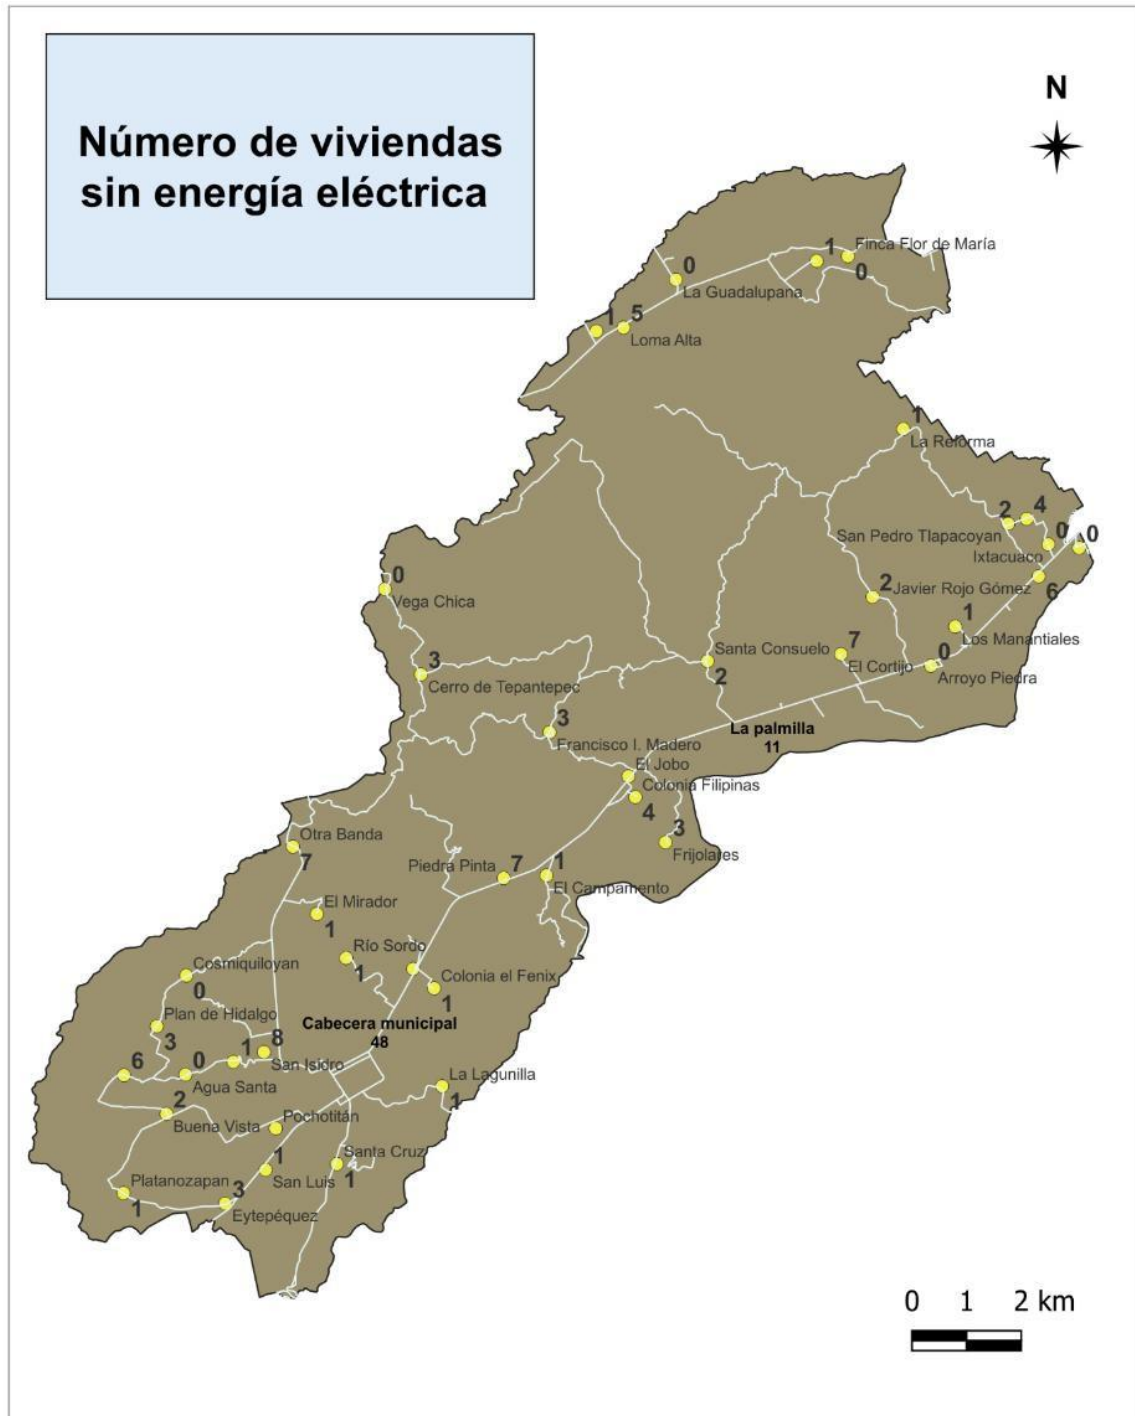 Número de viviendas
sin energía eléctrica
N
1
Finca Flor de María
0
0
La Guadalupana
1
5
Loma Alta
1
La Reforma
2
4
San Pedro Tlapacoyan
0
0
Ixtacuaco
6
0
Vega Chica
2
Javier Rojo Gómez
1
Los Manantiales
7
El Cortijo
0
Arroyo Piedra
Santa Consuelo
2
3
Cerro de Tepantepec
3
Francisco I. Madero
La palmilla
11
El Jobo
Colonia Filipinas
4
3
Frijolares
Otra Banda
7
Piedra Pinta
7
1
El Campamento
El Mirador
1
Río Sordo
1
Colonia el Fenix
1
Cosmiquiloyan
0
Plan de Hidalgo
3
Cabecera municipal
48
8
1
San Isidro
6
0
Agua Santa
La Lagunilla
1
2
Buena Vista
Pochotitán
1
San Luis
Santa Cruz
1
Platanozapan
1
3
Eytepéquez
0 1 2 km